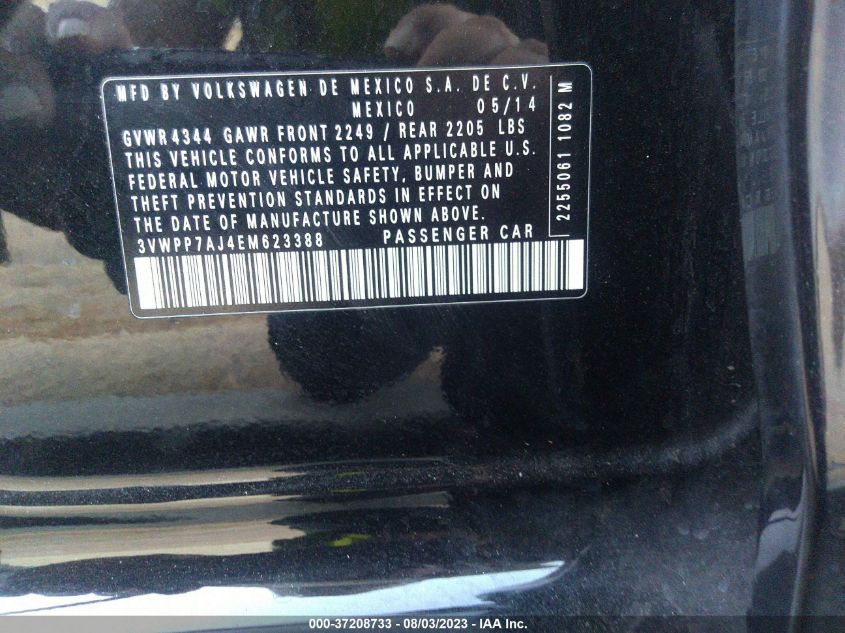 MFD BY VOLKSWAGEN DE MEXICO S.A. DE C.V.
MEXICO 05/14
GVWR 4344 GAWR FRONT 2249 / REAR 2205 LBS
THIS VEHICLE CONFORMS TO ALL APPLICABLE U.S.
FEDERAL MOTOR VEHICLE SAFETY, BUMPER AND
THEFT PREVENTION STANDARDS IN EFFECT ON
THE DATE OF MANUFACTURE SHOWN ABOVE.
3VWPP7AJ4EM623388 PASSENGER CAR
2255061 1082 M
000-37208733 - 08/03/2023 - IAA Inc.